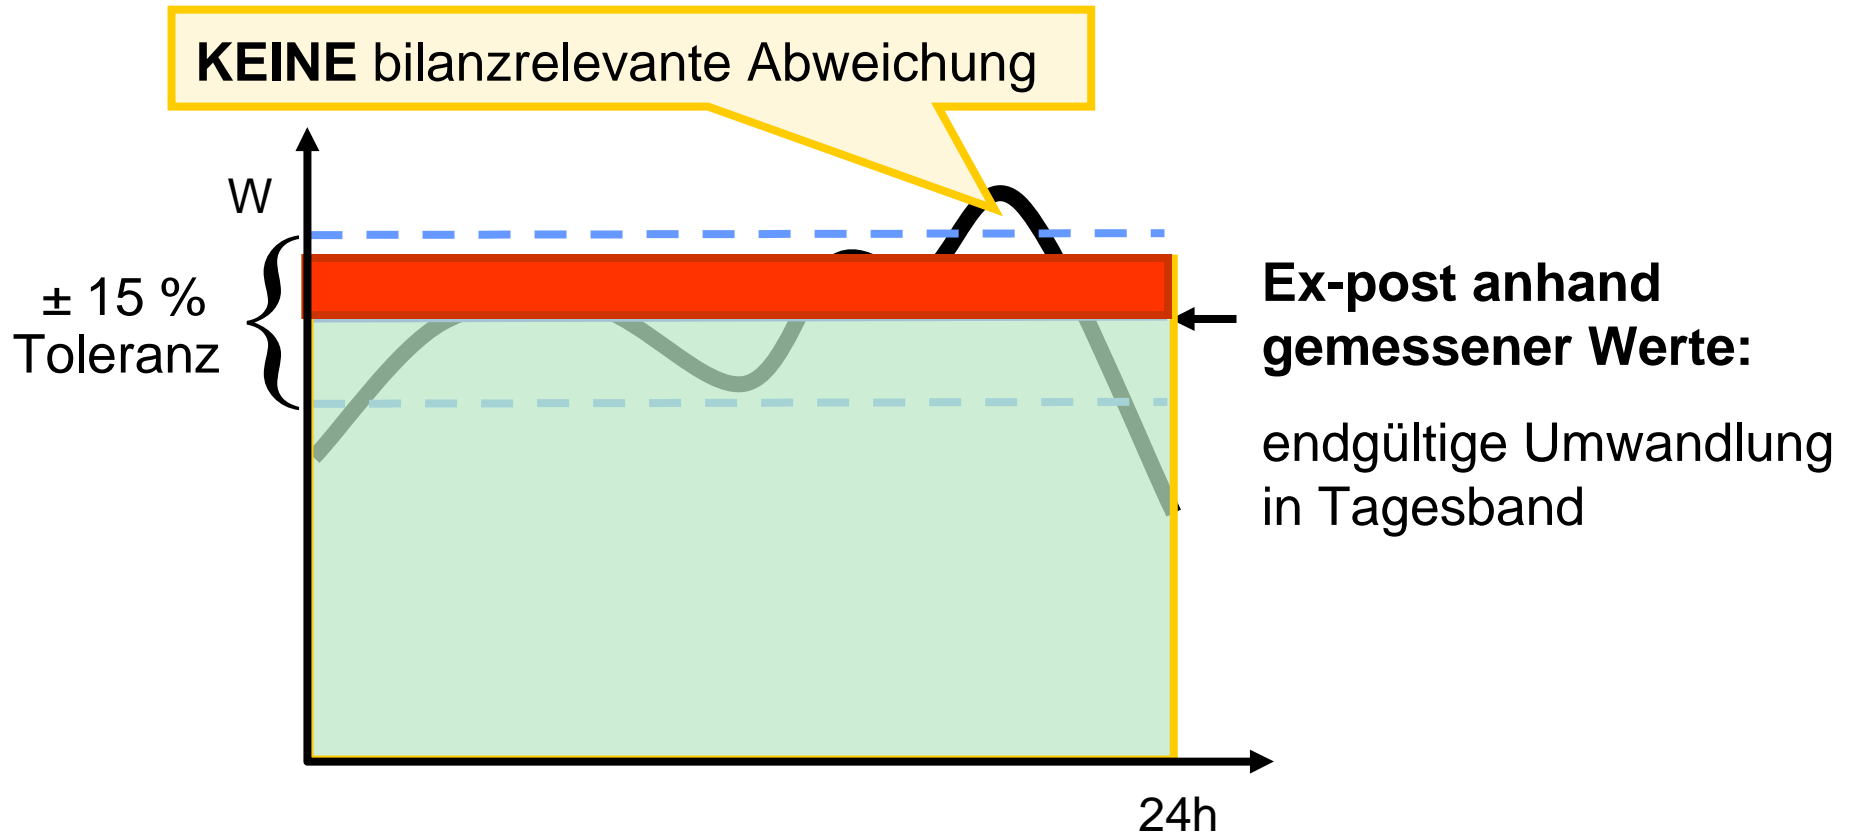 KEINE bilanzrelevante Abweichung
W
± 15 %
Toleranz
Ex-post anhand
gemessener Werte:
endgültige Umwandlung
in Tagesband
24h